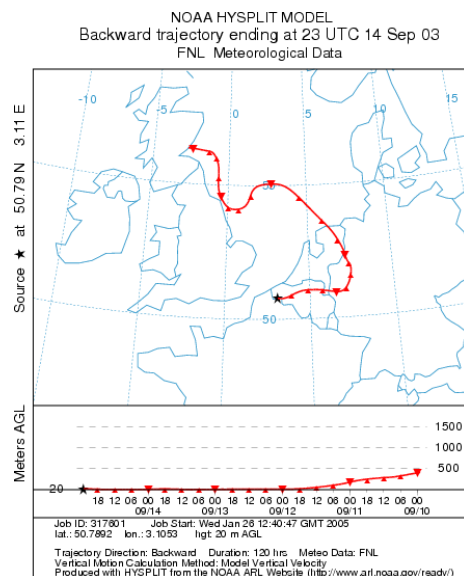 NOAA HYSPLIT MODEL
Backward trajectory ending at 23 UTC 14 Sep 03
FNL Meteorological Data
Source ★ at 50.79 N 3.11 E
-10
-5
0
5
10
15
50
Meters AGL
1500
1000
500
20
18 12 06 00 18 12 06 00 18 12 06 00 18 12 06 00 18 12 06 00
09/14 09/13 09/12 09/11 09/10
Job ID: 317601 Job Start: Wed Jan 26 12:40:47 GMT 2005
lat.: 50.7892 lon.: 3.1053 hgt: 20 m AGL
Trajectory Direction: Backward Duration: 120 hrs Meteo Data: FNL
Vertical Motion Calculation Method: Model Vertical Velocity
Produced with HYSPLIT from the NOAA ARL Website (http://www.arl.noaa.gov/ready/)